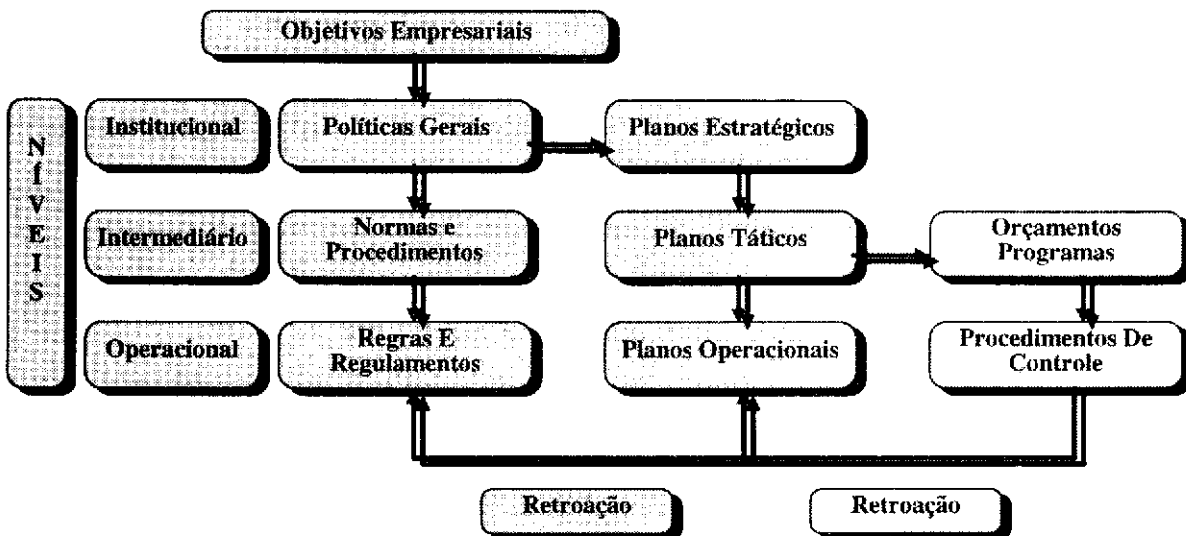 Objetivos Empresariais
NÍVEIS
Institucional
Políticas Gerais
Planos Estratégicos
Intermediário
Normas e
Procedimentos
Planos Táticos
Orçamentos
Programas
Operacional
Regras E
Regulamentos
Planos Operacionais
Procedimentos De
Controle
Retroação
Retroação